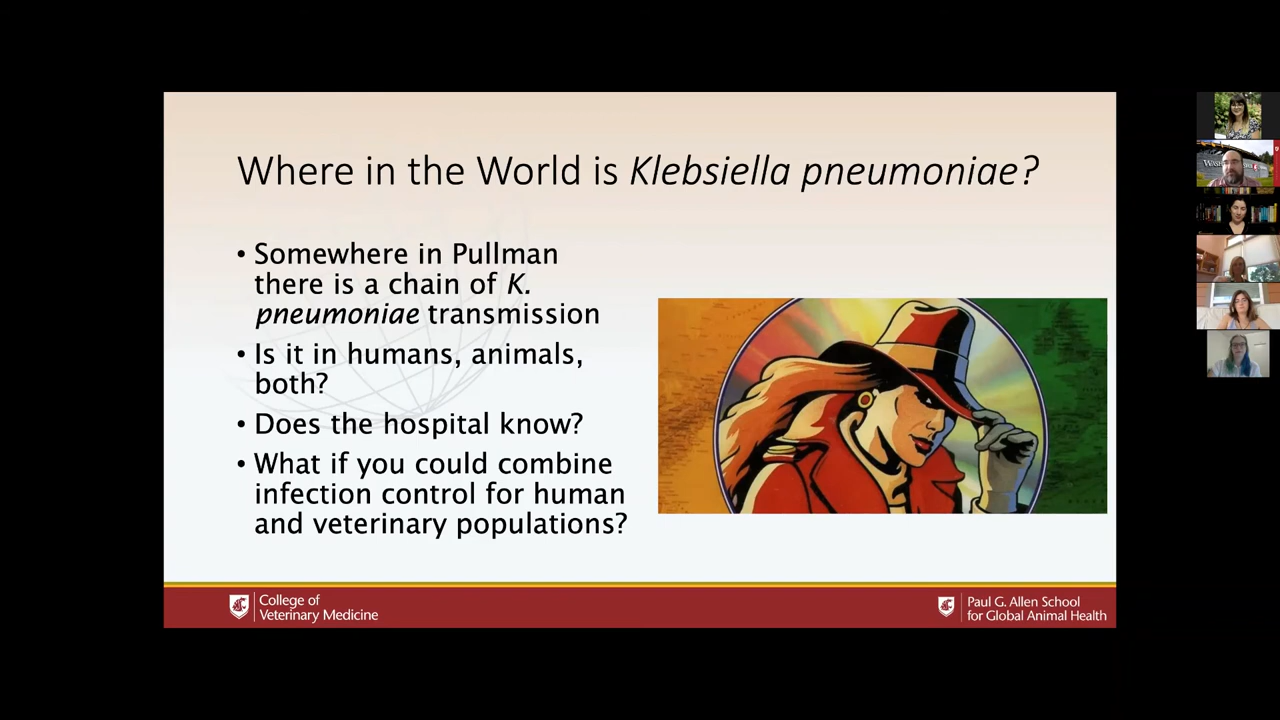 Where in the World is Klebsiella pneumoniae?
• Somewhere in Pullman
there is a chain of K.
pneumoniae transmission
• Is it in humans, animals,
both?
• Does the hospital know?
• What if you could combine
infection control for human
and veterinary populations?
College of
Veterinary Medicine
Paul G. Allen School
for Global Animal Health